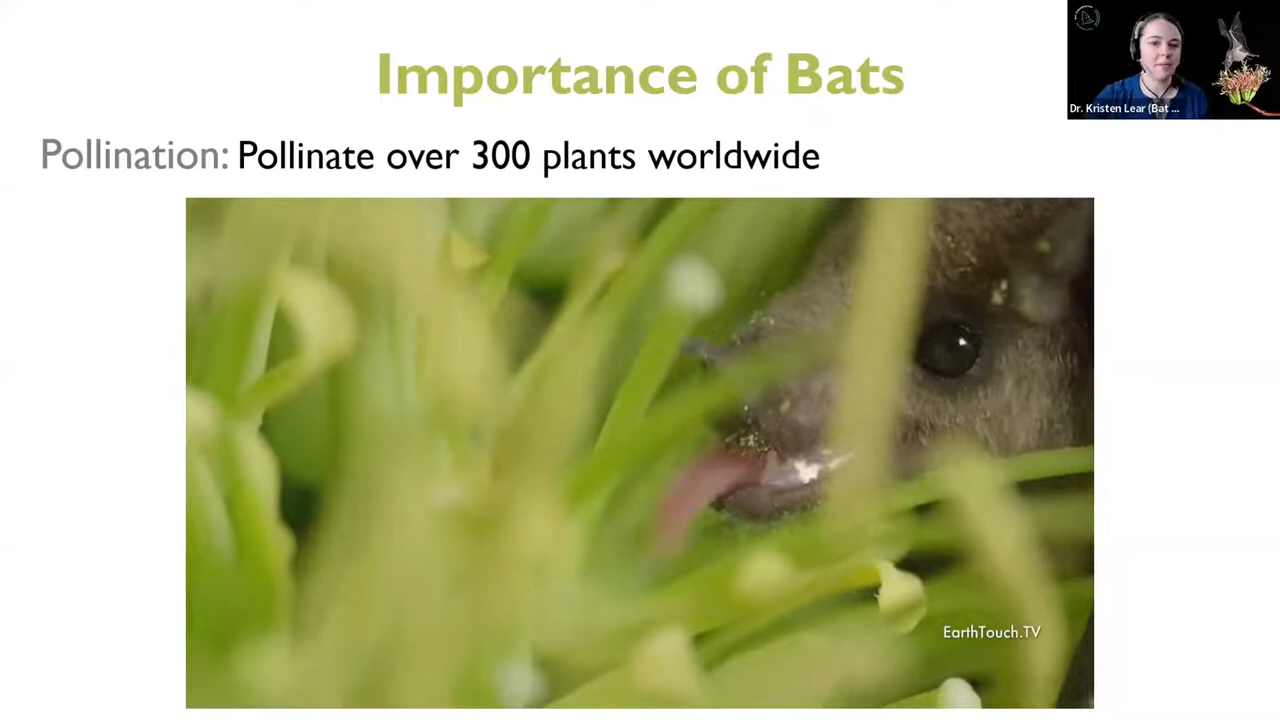 Importance of Bats
Dr. Kristen Lear (Bat ...
Pollination: Pollinate over 300 plants worldwide
EarthTouch.TV